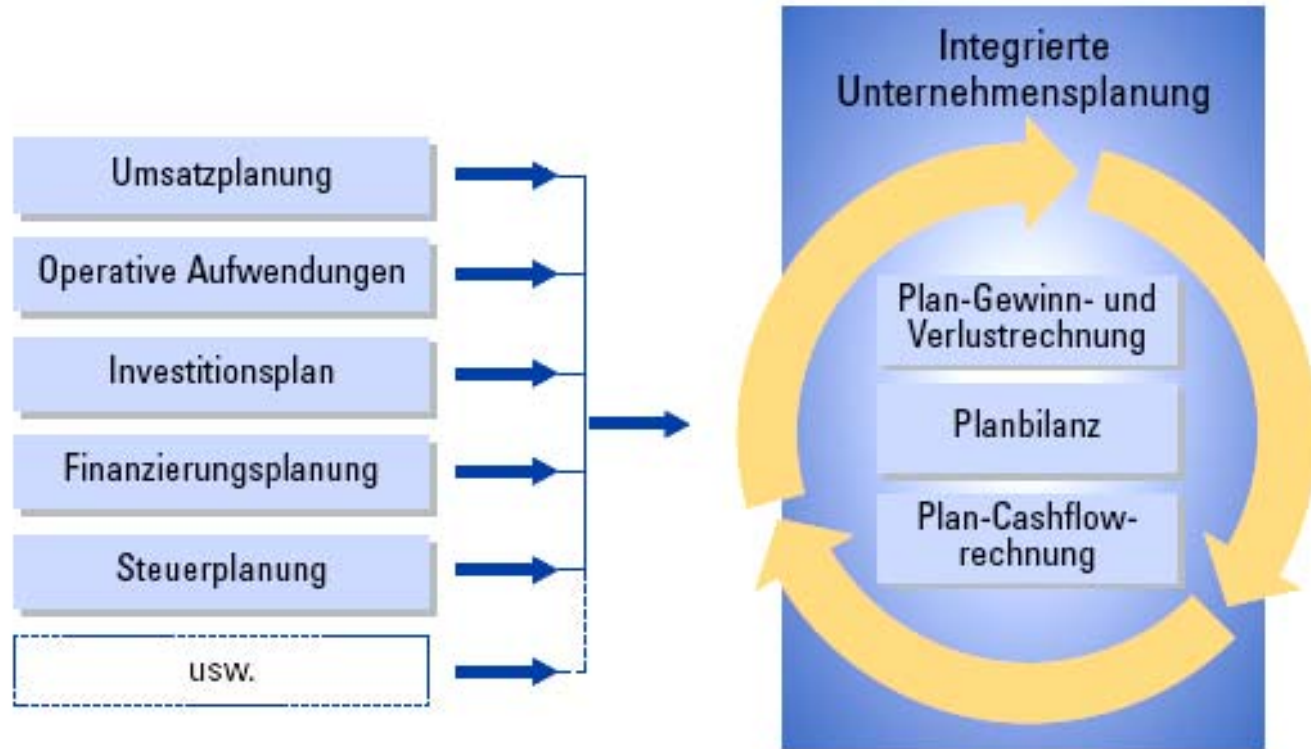 Integrierte
Unternehmensplanung
Umsatzplanung
Operative Aufwendungen
Investitionsplan
Finanzierungsplanung
Steuerplanung
usw.
Plan-Gewinn- und
Verlustrechnung
Planbilanz
Plan-Cashflow-
rechnung